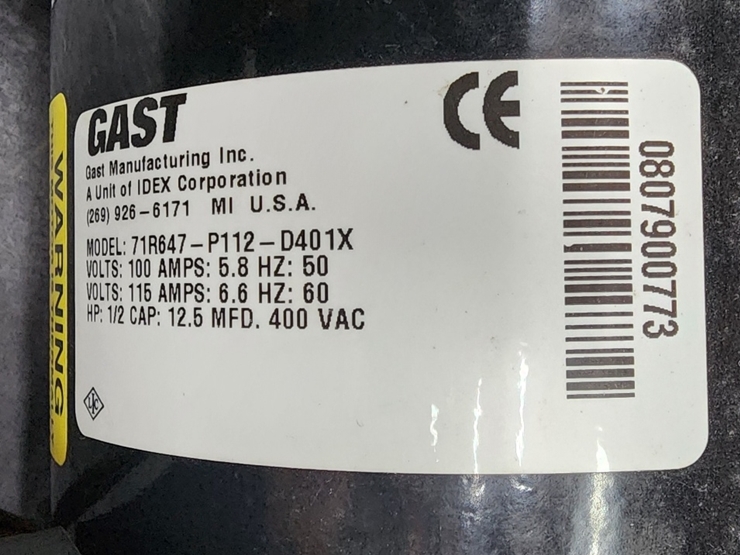 GAST
Gast Manufacturing Inc.
A Unit of IDEX Corporation
(269) 926-6171 MI U.S.A.
MODEL: 71R647-P112-D401X
VOLTS: 100 AMPS: 5.8 HZ: 50
VOLTS: 115 AMPS: 6.6 HZ: 60
HP: 1/2 CAP: 12.5 MFD. 400 VAC
CE
0807900773
WARNING